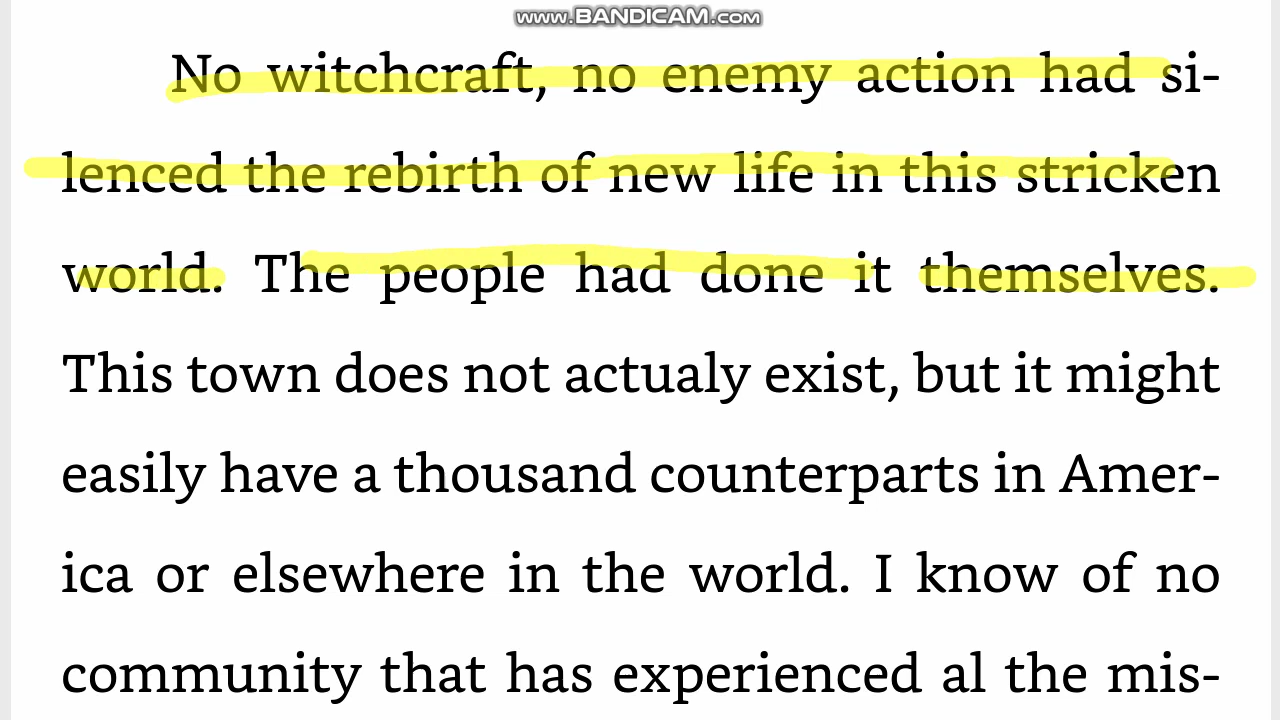 www.BANDICAM.com
No witchcraft, no enemy action had si-
lenced the rebirth of new life in this stricken
world. The people had done it themselves.
This town does not actualy exist, but it might
easily have a thousand counterparts in Amer-
ica or elsewhere in the world. I know of no
community that has experienced al the mis-